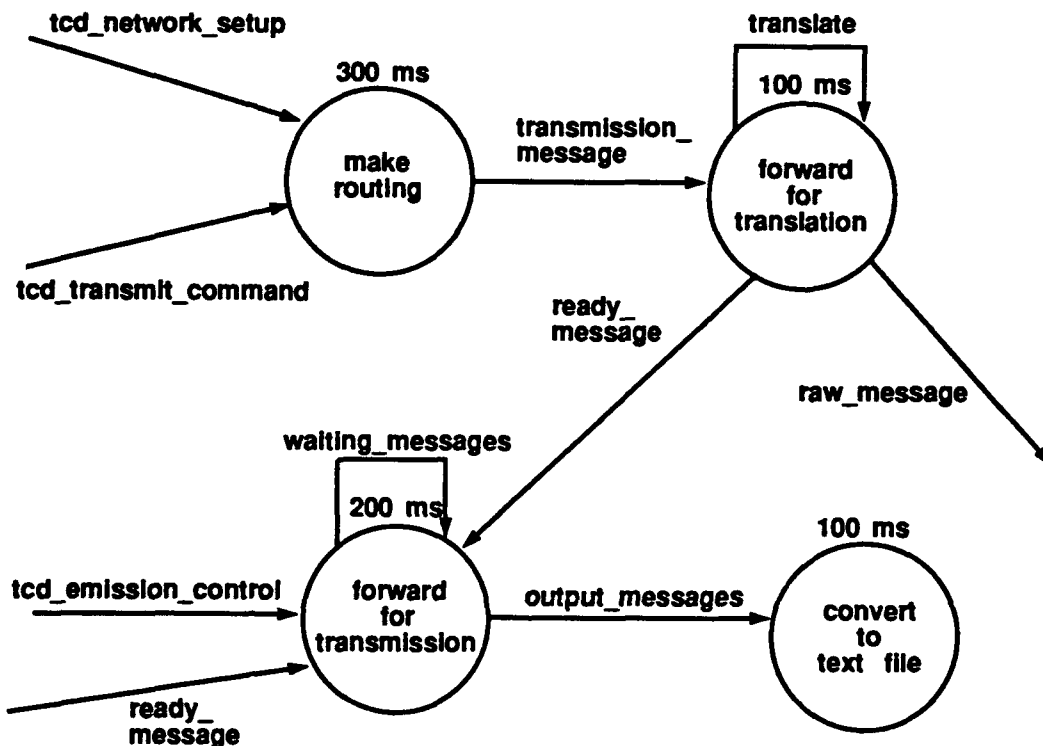 tcd_network_setup
translate
300 ms
100 ms
transmission_
message
make
routing
forward
for
translation
tcd_transmit_command
ready_
message
raw_message
waiting_messages
200 ms
100 ms
tcd_emission_control
forward
for
transmission
output_messages
convert
to
text file
ready_
message